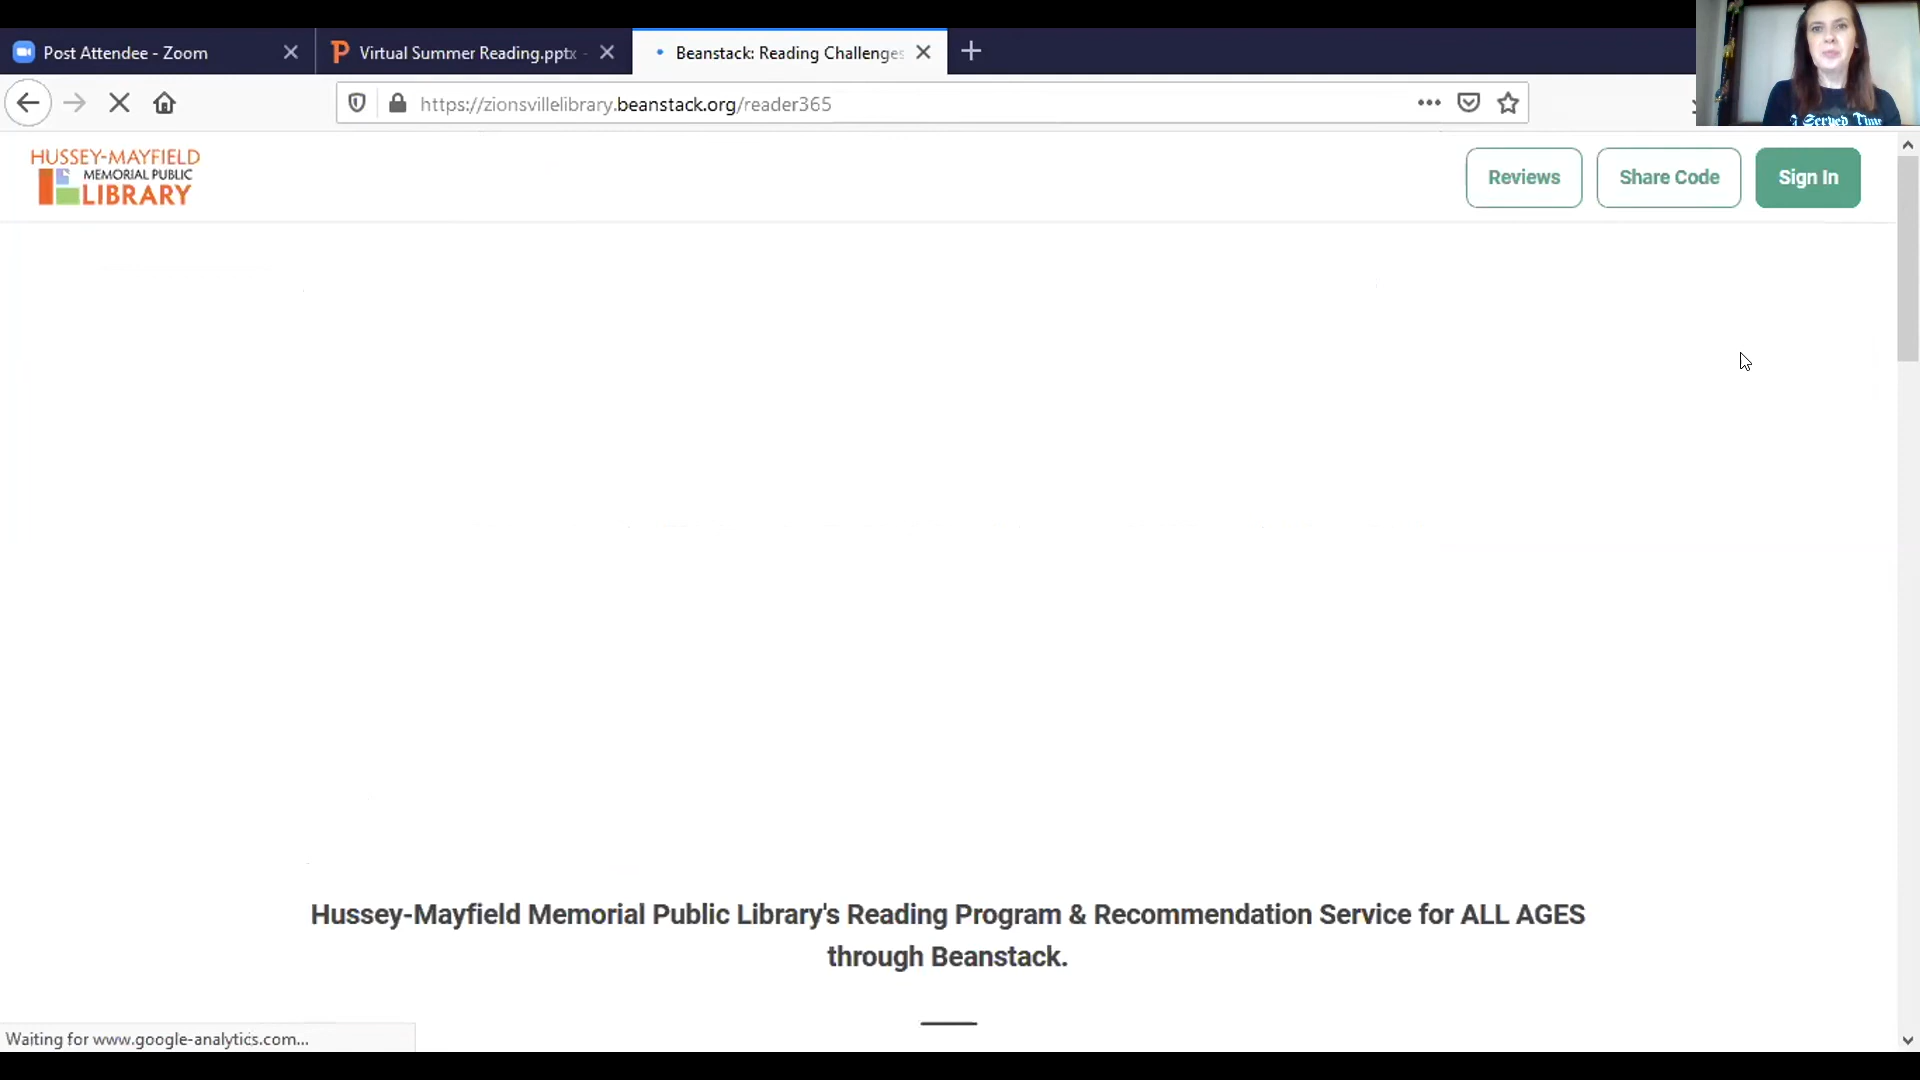 Post Attendee - Zoom
Virtual Summer Reading.pptx -
Beanstack: Reading Challenges
https://zionsvillelibrary.beanstack.org/reader365
I Served Time
HUSSEY-MAYFIELD
MEMORIAL PUBLIC
LIBRARY
Reviews
Share Code
Sign In
Hussey-Mayfield Memorial Public Library's Reading Program & Recommendation Service for ALL AGES
through Beanstack.
Waiting for www.google-analytics.com...